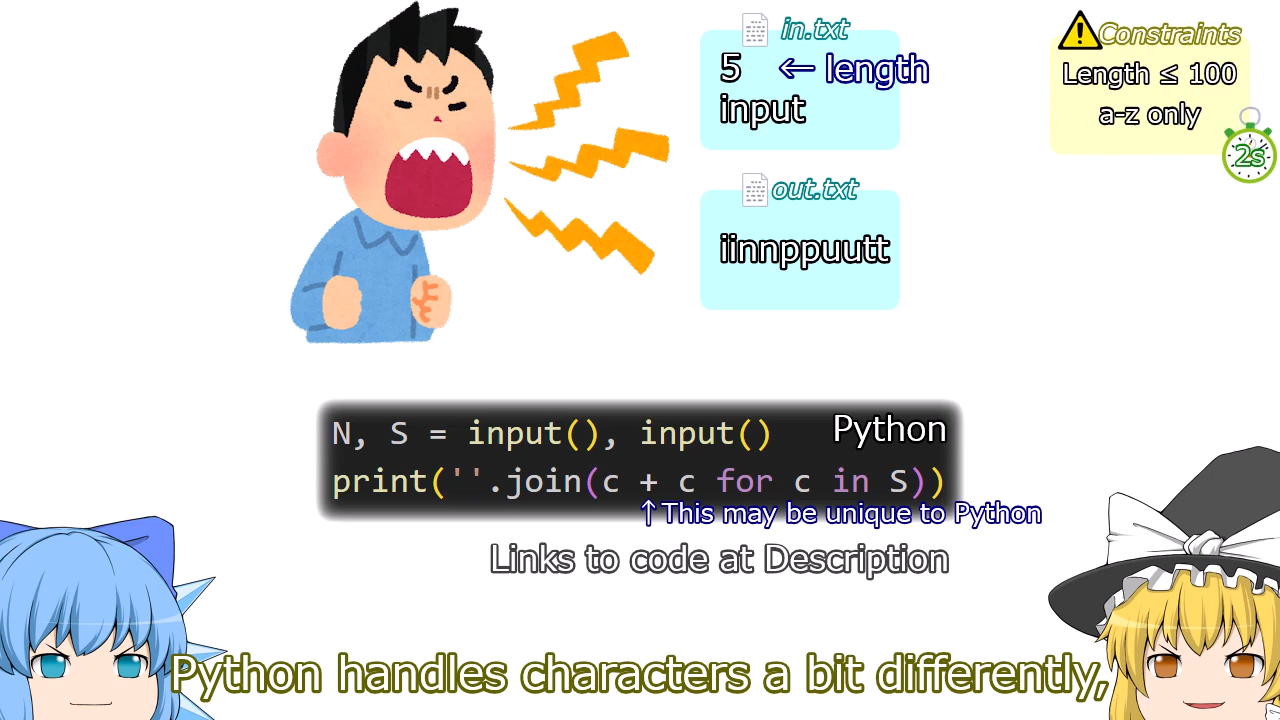 in.txt
5 ← length
input
Constraints
Length ≤ 100
a-z only
2s
out.txt
iinnppuutt
N, S = input(), input()
Python
print(''.join(c + c for c in S))
↑This may be unique to Python
Links to code at Description
Python handles characters a bit differently,